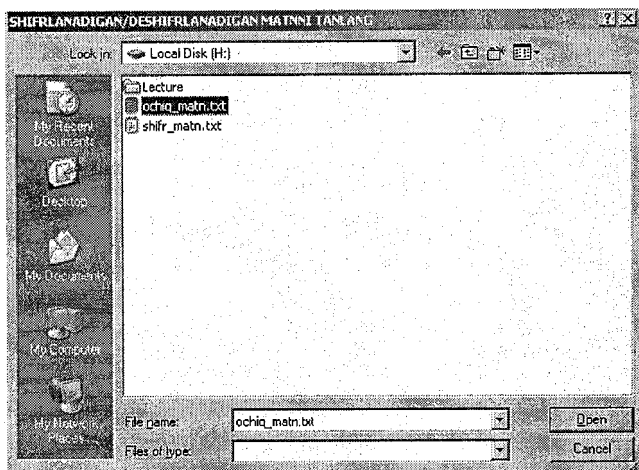 SHIFRLANADIGAN/DESHIFRLANADIGAN MATNNI TANLANG
Look in: Local Disk (H:)
Lecture
ochiq_matn.txt
shifr_matn.txt
My Recent
Documents
Desktop
My Documents
My Computer
My Network
Places
File name: ochiq_matn.txt Open
Files of type: Cancel